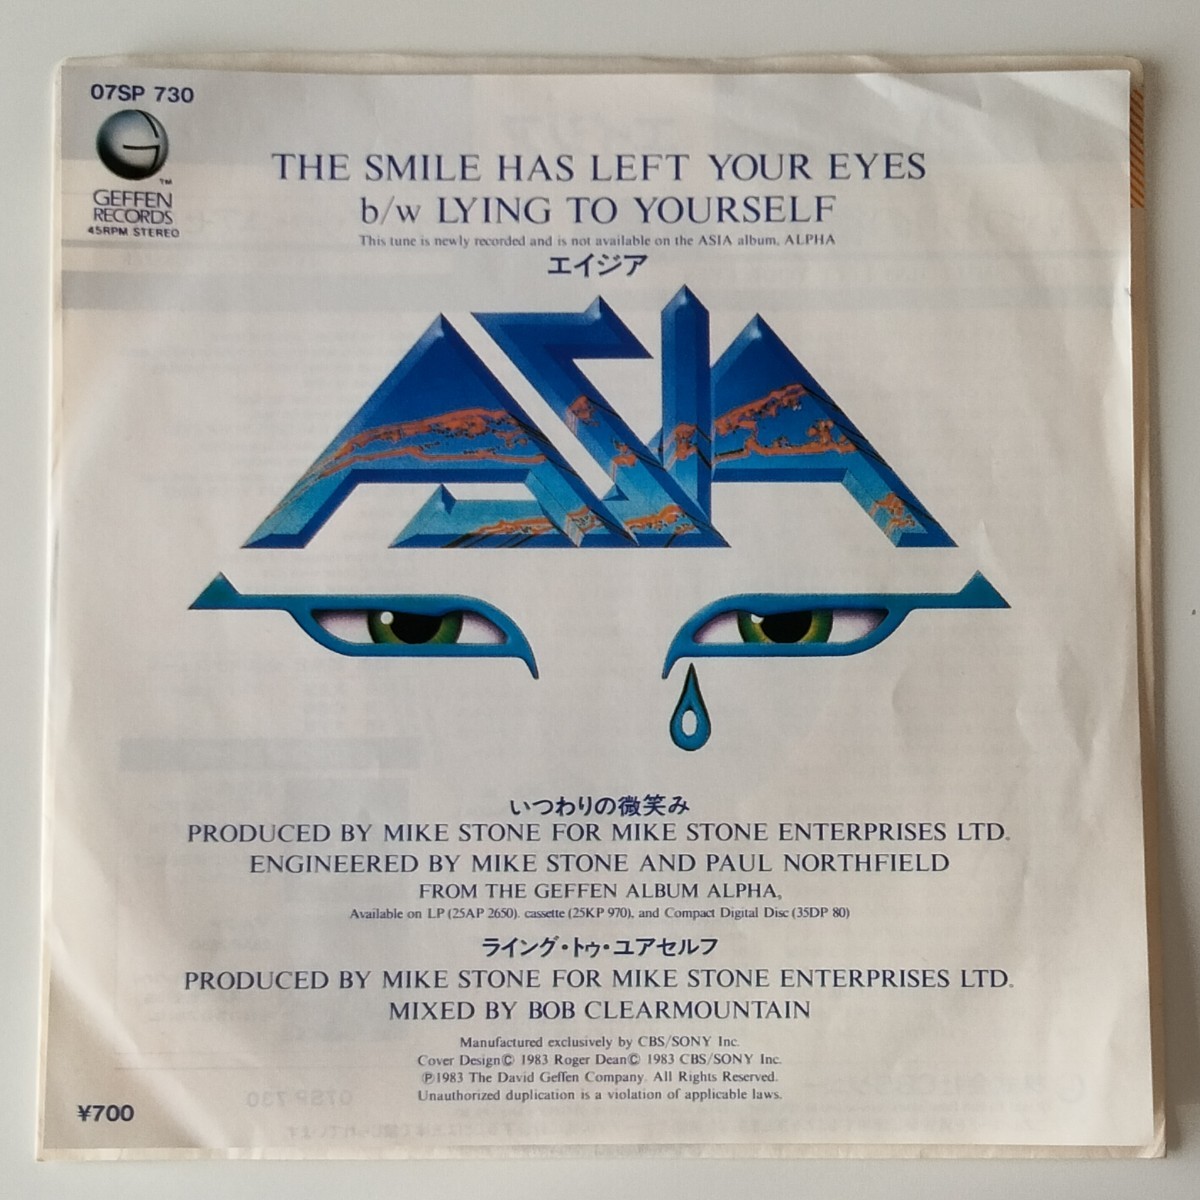 07SP 730
GEFFEN
RECORDS
45RPM STEREO
THE SMILE HAS LEFT YOUR EYES
b/w LYING TO YOURSELF
This tune is newly recorded and is not available on the ASIA album, ALPHA
エイジア
ASIA
いつわりの微笑み
PRODUCED BY MIKE STONE FOR MIKE STONE ENTERPRISES LTD.
ENGINEERED BY MIKE STONE AND PAUL NORTHFIELD
FROM THE GEFFEN ALBUM ALPHA,
Available on LP (25AP 2650). cassette (25KP 970), and Compact Digital Disc (35DP 80)
ライング・トゥ・ユアセルフ
PRODUCED BY MIKE STONE FOR MIKE STONE ENTERPRISES LTD.
MIXED BY BOB CLEARMOUNTAIN
Manufactured exclusively by CBS/SONY Inc.
Cover Design© 1983 Roger Dean© 1983 CBS/SONY Inc.
℗1983 The David Geffen Company. All Rights Reserved.
Unauthorized duplication is a violation of applicable laws.
¥700